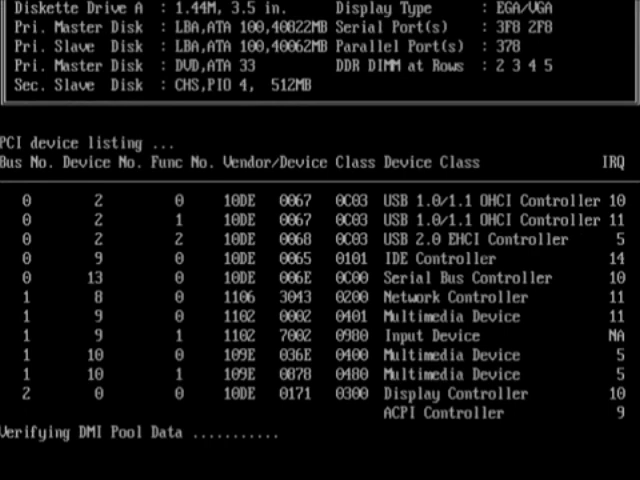 Diskette Drive A : 1.44M, 3.5 in. Display Type : EGA/VGA
Pri. Master Disk : LBA,ATA 100,40822MB Serial Port(s) : 3F8 2F8
Pri. Slave Disk : LBA,ATA 100,40062MB Parallel Port(s) : 378
Pri. Master Disk : DVD,ATA 33 DDR DIMM at Rows : 2 3 4 5
Sec. Slave Disk : CHS,PIO 4, 512MB
PCI device listing ...
Bus No. Device No. Func No. Vendor/Device Class Device Class IRQ
0 2 0 10DE 0067 0C03 USB 1.0/1.1 OHCI Controller 10
0 2 1 10DE 0067 0C03 USB 1.0/1.1 OHCI Controller 11
0 2 2 10DE 0068 0C03 USB 2.0 EHCI Controller 5
0 9 0 10DE 0065 0101 IDE Controller 14
0 13 0 10DE 006E 0C00 Serial Bus Controller 10
1 8 0 1106 3043 0200 Network Controller 11
1 9 0 1102 0002 0401 Multimedia Device 11
1 9 1 1102 7002 0980 Input Device NA
1 10 0 109E 036E 0400 Multimedia Device 5
1 10 1 109E 0878 0480 Multimedia Device 5
2 0 0 10DE 0171 0300 Display Controller 10
ACPI Controller 9
Verifying DMI Pool Data ...........